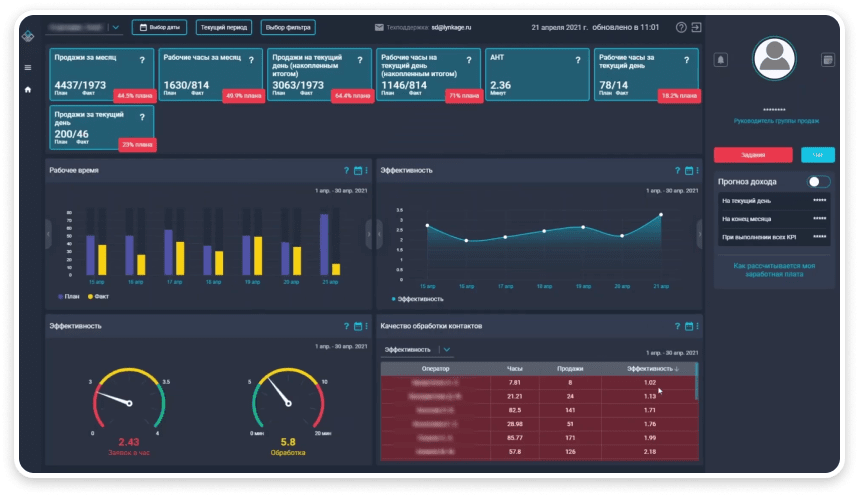 Выбор даты
Текущий период
Выбор фильтра
Техподдержка: sd@lynkage.ru
21 апреля 2021 г. обновлено в 11:01
Продажи за месяц
?
4437/1973
План Факт
44.5% плана
Рабочие часы за месяц
?
1630/814
План Факт
49.9% плана
Продажи на текущий
день (накопленным
итогом)
?
3063/1973
План Факт
64.4% плана
Рабочие часы на
текущий день
(накопленным итогом)
?
1146/814
План Факт
71% плана
АНТ
2.36
Минут
Рабочие часы за
текущий день
?
78/14
План Факт
18.2% плана
Продажи за текущий
день
?
200/46
План Факт
23% плана
Рабочее время
?
1 апр. - 30 апр. 2021
80
70
60
50
40
30
20
10
0
15 апр 16 апр 17 апр 18 апр 19 апр 20 апр 21 апр
План Факт
Эффективность
?
1 апр. - 30 апр. 2021
3.5
3
2.5
2
1.5
1
0.5
0
15 апр 16 апр 17 апр 18 апр 19 апр 20 апр 21 апр
Эффективность
Эффективность
?
1 апр. - 30 апр. 2021
3 3.5
0 4
2.43
Заявок в час
5 10
0 мин 20 мин
5.8
Обработка
Качество обработки контактов
?
Эффективность
1 апр. - 30 апр. 2021
Оператор Часы Продажи Эффективность
7.81 8 1.02
21.21 24 1.13
82.5 141 1.71
28.98 51 1.76
85.77 171 1.99
57.8 126 2.18
********
Руководитель группы продаж
Задания
Чат
Прогноз дохода
На текущий день *****
На конец месяца *****
При выполнении всех KPI *****
Как рассчитывается моя
заработная плата